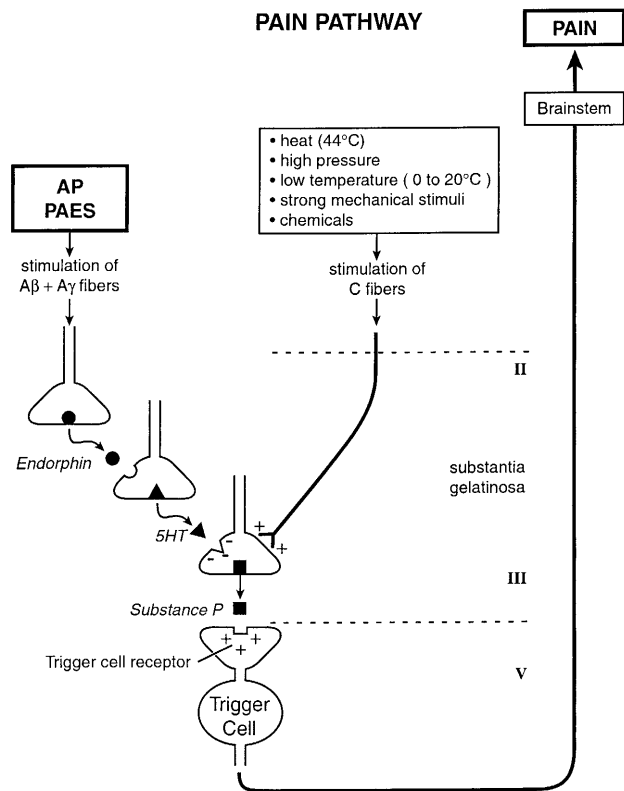 PAIN PATHWAY
PAIN
Brainstem
• heat (44°C)
• high pressure
• low temperature ( 0 to 20°C )
• strong mechanical stimuli
• chemicals
AP
PAES
stimulation of
Aβ + Aγ fibers
stimulation of
C fibers
II
Endorphin
substantia
gelatinosa
5HT
+
+
-
- -
III
Substance P
+ +
+
Trigger cell receptor
V
Trigger
Cell